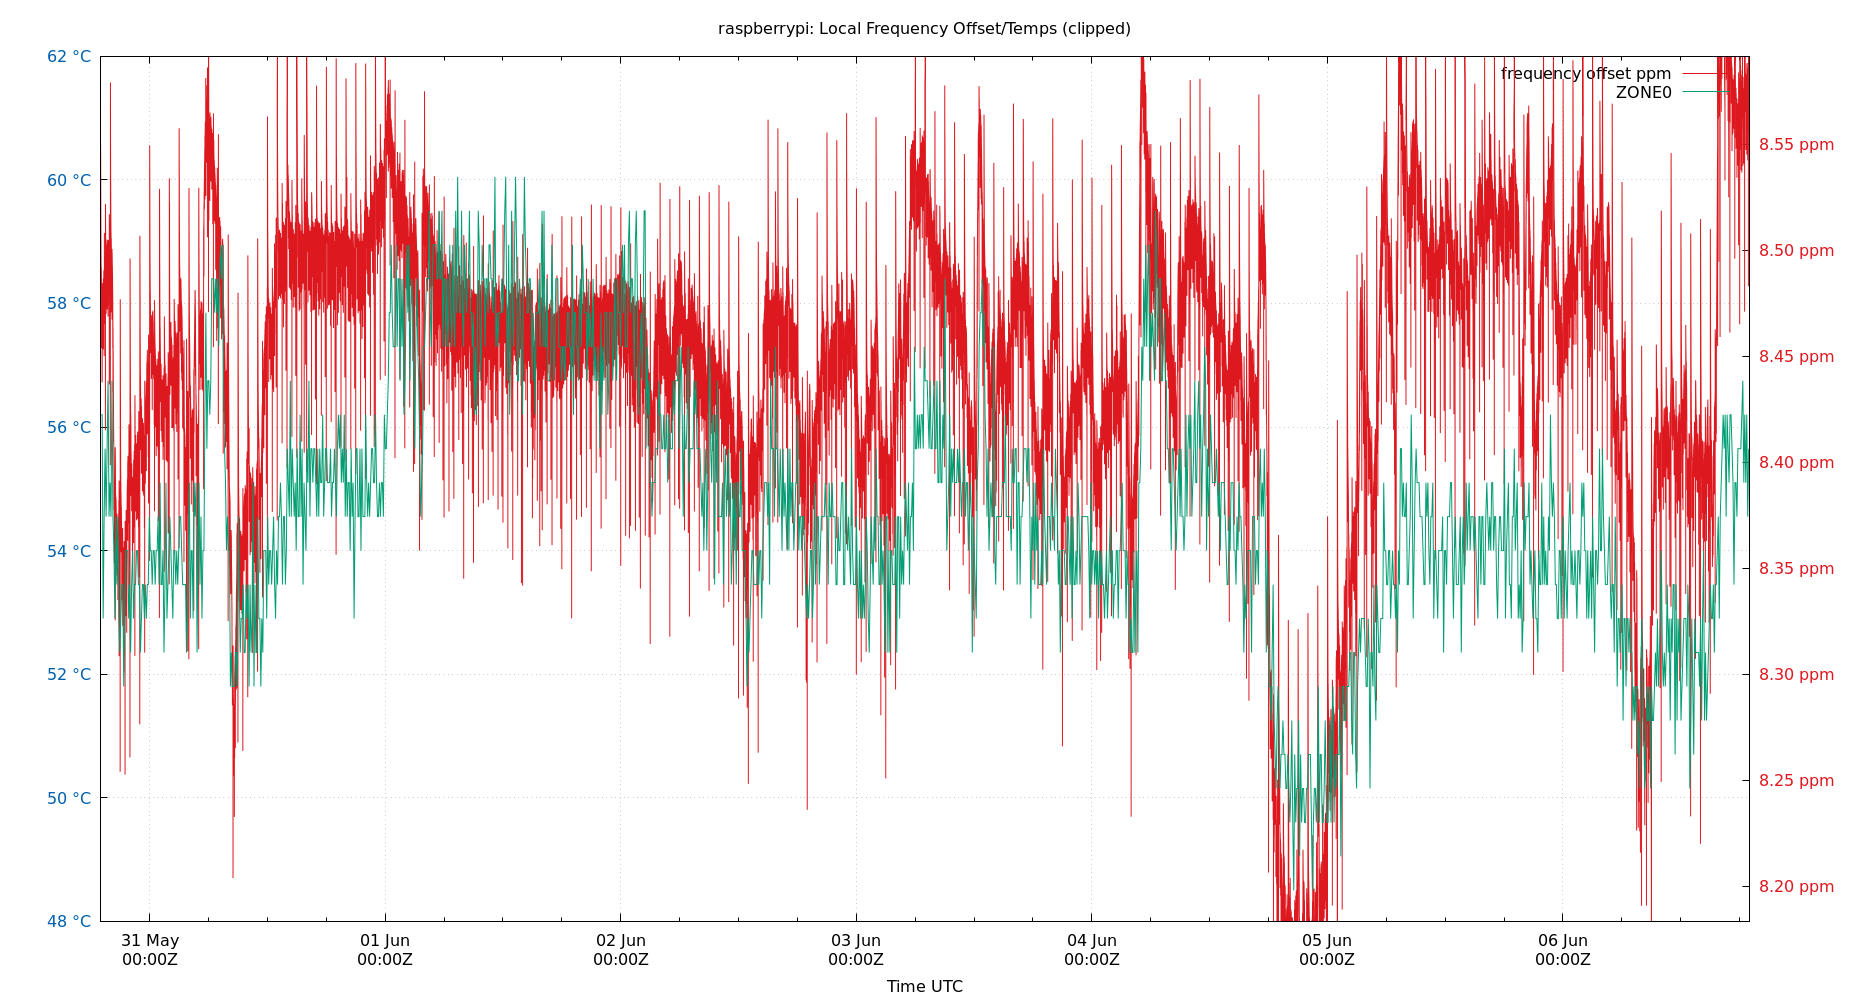 raspberrypi: Local Frequency Offset/Temps (clipped)
62 °C
60 °C
58 °C
56 °C
54 °C
52 °C
50 °C
48 °C
frequency offset ppm
ZONE0
8.55 ppm
8.50 ppm
8.45 ppm
8.40 ppm
8.35 ppm
8.30 ppm
8.25 ppm
8.20 ppm
31 May
00:00Z
01 Jun
00:00Z
02 Jun
00:00Z
03 Jun
00:00Z
04 Jun
00:00Z
05 Jun
00:00Z
06 Jun
00:00Z
Time UTC